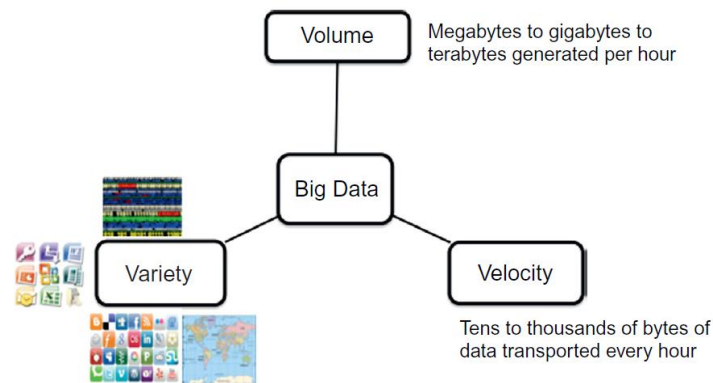 Volume
Megabytes to gigabytes to
terabytes generated per hour
Big Data
Variety
Velocity
Tens to thousands of bytes of
data transported every hour